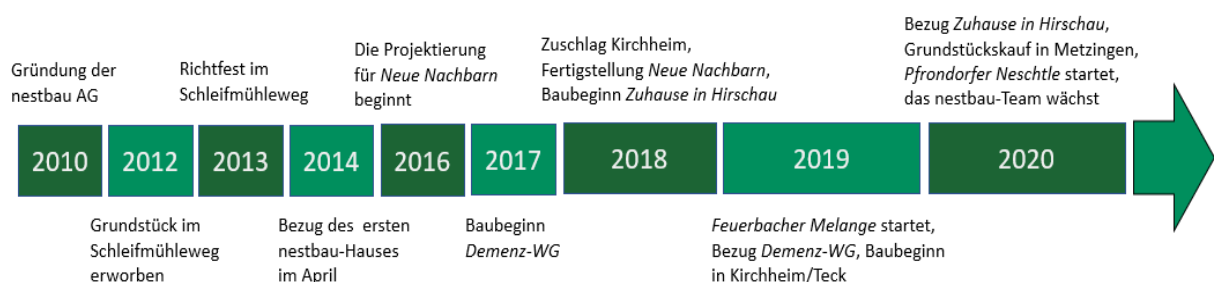 Gründung der
nestbau AG
Richtfest im
Schleifmühleweg
Die Projektierung
für Neue Nachbarn
beginnt
Zuschlag Kirchheim,
Fertigstellung Neue Nachbarn,
Baubeginn Zuhause in Hirschau
Bezug Zuhause in Hirschau,
Grundstückskauf in Metzingen,
Pfrondorfer Neschtle startet,
das nestbau-Team wächst
2010
2012
2013
2014
2016
2017
2018
2019
2020
Grundstück im
Schleifmühleweg
erworben
Bezug des ersten
nestbau-Hauses
im April
Baubeginn
Demenz-WG
Feuerbacher Melange startet,
Bezug Demenz-WG, Baubeginn
in Kirchheim/Teck